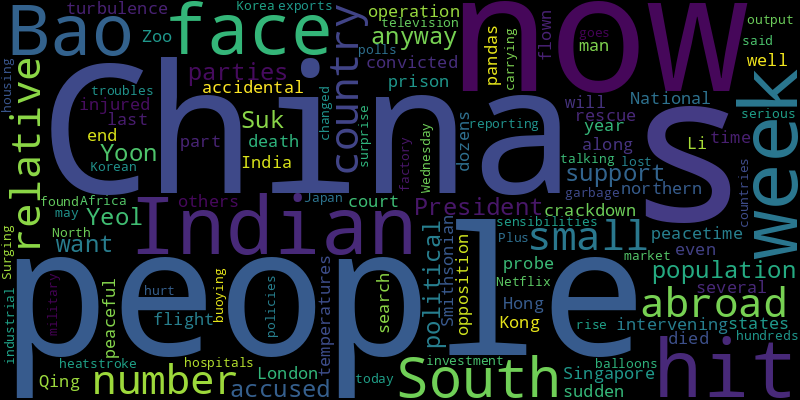 Bao
turbulence
face
Korea exports
operation
now
output
Zoo
country
television
anyway
polls
pandas
carrying
flown
goes
man
said
well
housing
China
parties
convicted
week
troubles
accidental
prison
injured
last
Suk
changed
surprise
will
National
S
serious
relative
end
Yoon
part
death
India
factory
Wednesday
dozens
reporting
rescue
year
along
Li
time
talking
lost
Korean
support
found
Africa
Indian
others
Japan
court
President
crackdown
garbage
northern
countries
may
Yeol
North
want
political
Smithsonian
sensibilities
Plus
small
peacetime
even
market
Surging
people
peaceful
temperatures
opposition
probe
population
Netflix
several
abroad
industrial
military
hurt
buoying
policies
search
flight
Hong
Kong
rise
intervening
states
died
hundreds
heatstroke
hospitals
Qing
number
London
accused
today
South
investment
balloons
Singapore
sudden
hit